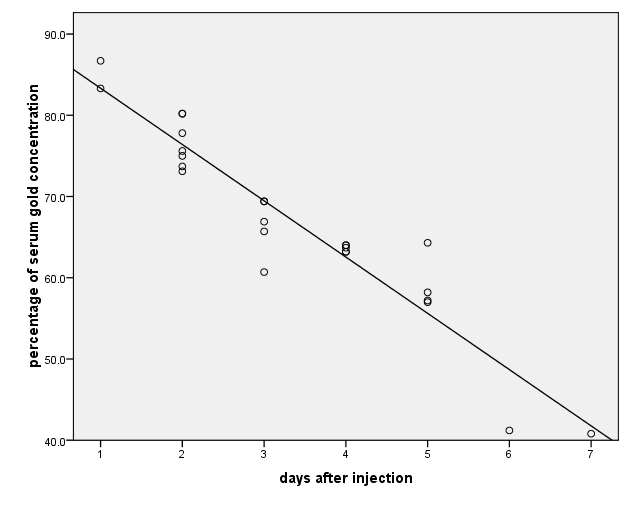 90.0
80.0
70.0
60.0
50.0
40.0
percentage of serum gold concentration
1 2 3 4 5 6 7
days after injection